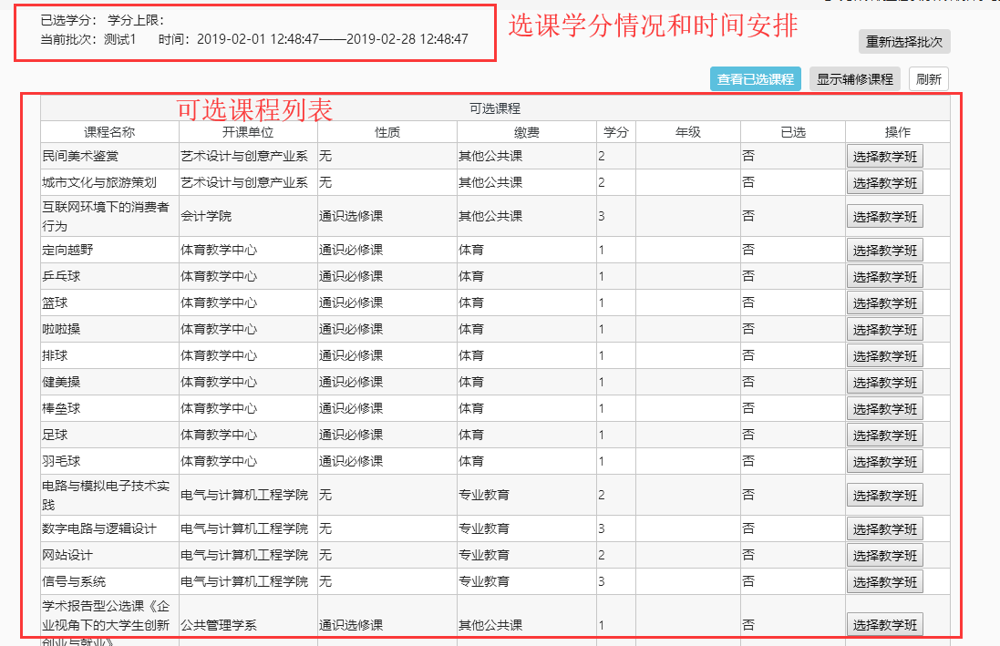 已选学分： 学分上限：
当前批次：测试1 时间：2019-02-01 12:48:47——2019-02-28 12:48:47
选课学分情况和时间安排
重新选择批次
查看已选课程 显示辅修课程 刷新
可选课程列表
可选课程
课程名称 开课单位 性质 缴费 学分 年级 已选 操作
民间美术鉴赏 艺术设计与创意产业系 无 其他公共课 2 否 选择教学班
城市文化与旅游策划 艺术设计与创意产业系 无 其他公共课 2 否 选择教学班
互联网环境下的消费者
行为 会计学院 通识选修课 其他公共课 3 否 选择教学班
定向越野 体育教学中心 通识必修课 体育 1 否 选择教学班
乒乓球 体育教学中心 通识必修课 体育 1 否 选择教学班
篮球 体育教学中心 通识必修课 体育 1 否 选择教学班
啦啦操 体育教学中心 通识必修课 体育 1 否 选择教学班
排球 体育教学中心 通识必修课 体育 1 否 选择教学班
健美操 体育教学中心 通识必修课 体育 1 否 选择教学班
棒垒球 体育教学中心 通识必修课 体育 1 否 选择教学班
足球 体育教学中心 通识必修课 体育 1 否 选择教学班
羽毛球 体育教学中心 通识必修课 体育 1 否 选择教学班
电路与模拟电子技术实
践 电气与计算机工程学院 无 专业教育 2 否 选择教学班
数字电路与逻辑设计 电气与计算机工程学院 无 专业教育 3 否 选择教学班
网站设计 电气与计算机工程学院 无 专业教育 2 否 选择教学班
信号与系统 电气与计算机工程学院 无 专业教育 3 否 选择教学班
学术报告型公选课《企
业视角下的大学生创新 公共管理学系 通识选修课 其他公共课 1 否 选择教学班
创业与就业》